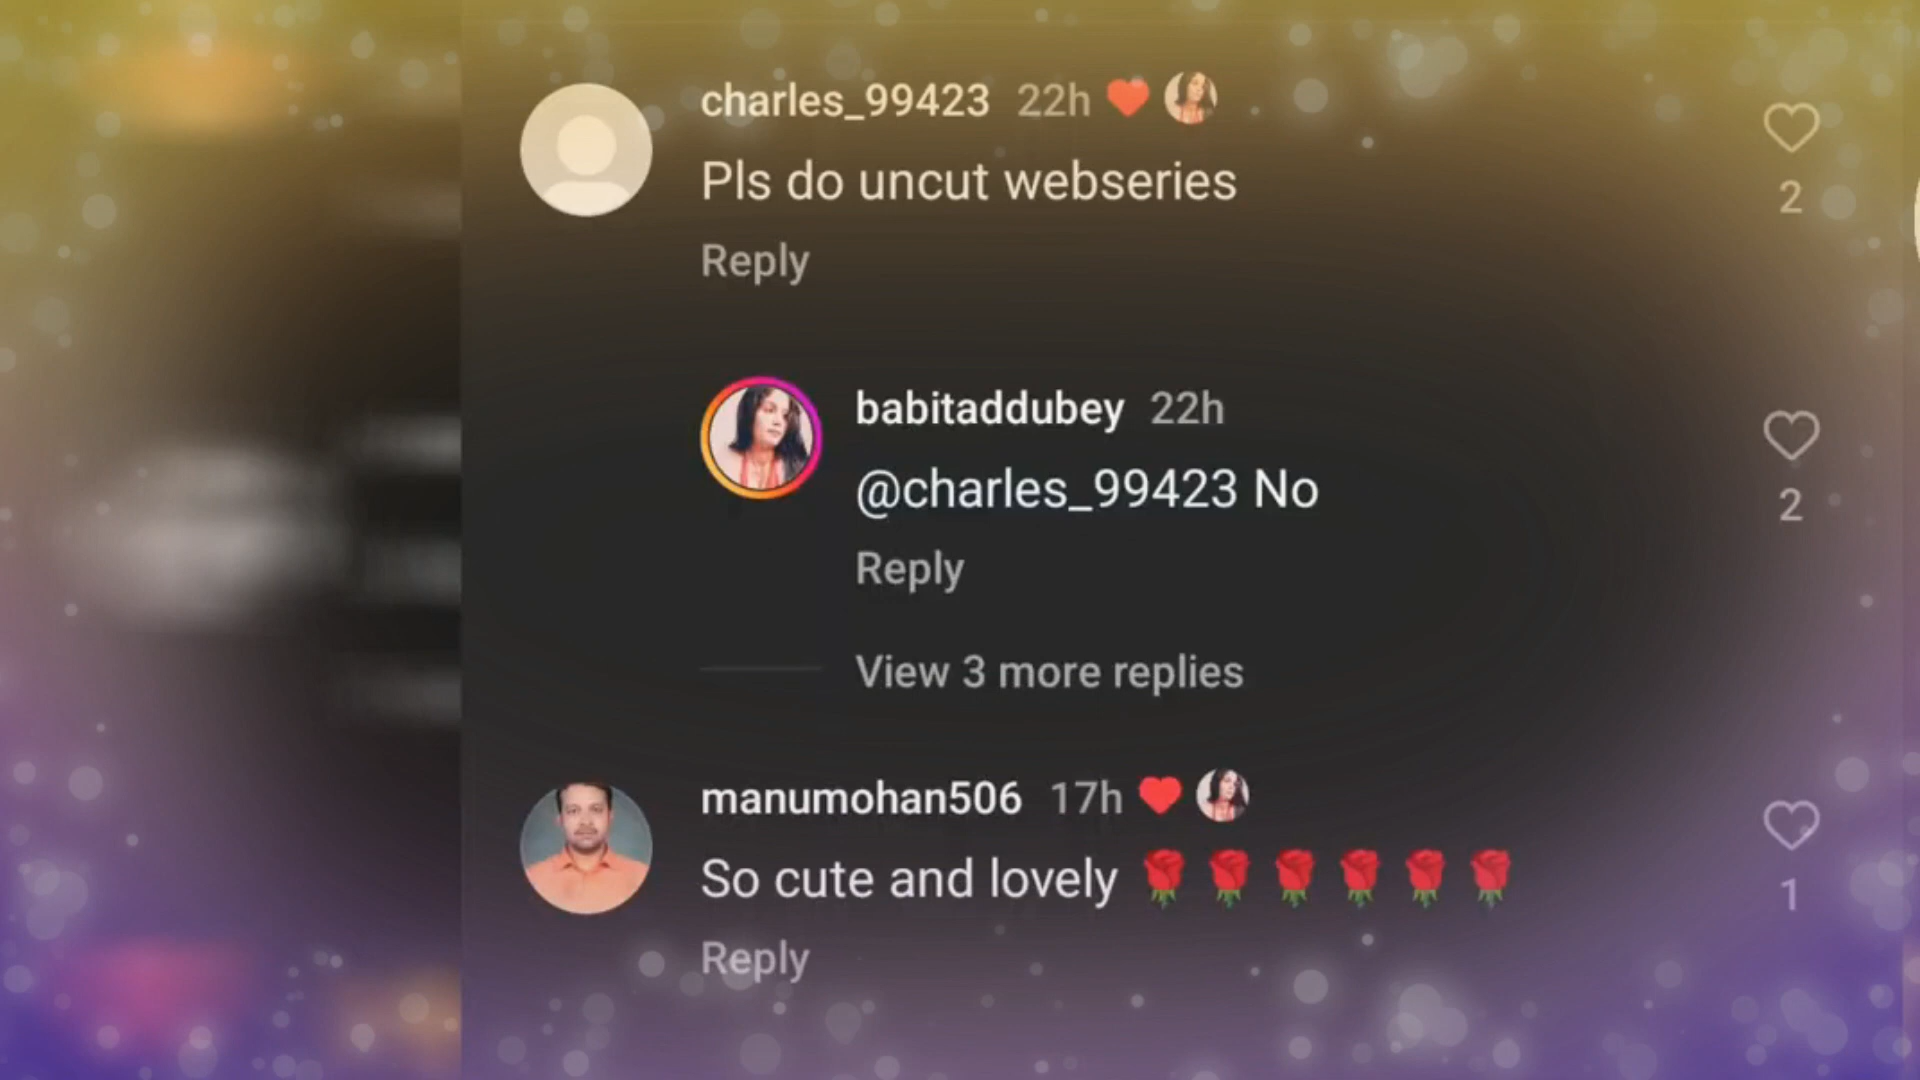 charles_99423 22h
Pls do uncut webseries
2
Reply
babitaddubey 22h
@charles_99423 No
2
Reply
View 3 more replies
manumohan506 17h
So cute and lovely 🌹🌹🌹🌹🌹🌹
1
Reply